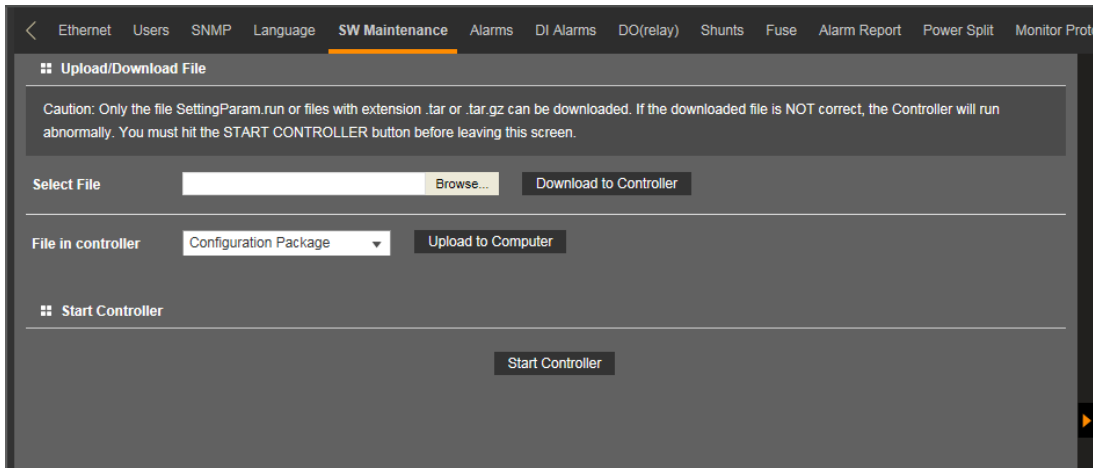 Ethernet Users SNMP Language SW Maintenance Alarms DI Alarms DO(relay) Shunts Fuse Alarm Report Power Split Monitor Prot
Upload/Download File
Caution: Only the file SettingParam.run or files with extension .tar or .tar.gz can be downloaded. If the downloaded file is NOT correct, the Controller will run
abnormally. You must hit the START CONTROLLER button before leaving this screen.
Select File Browse... Download to Controller
File in controller Configuration Package Upload to Computer
Start Controller
Start Controller